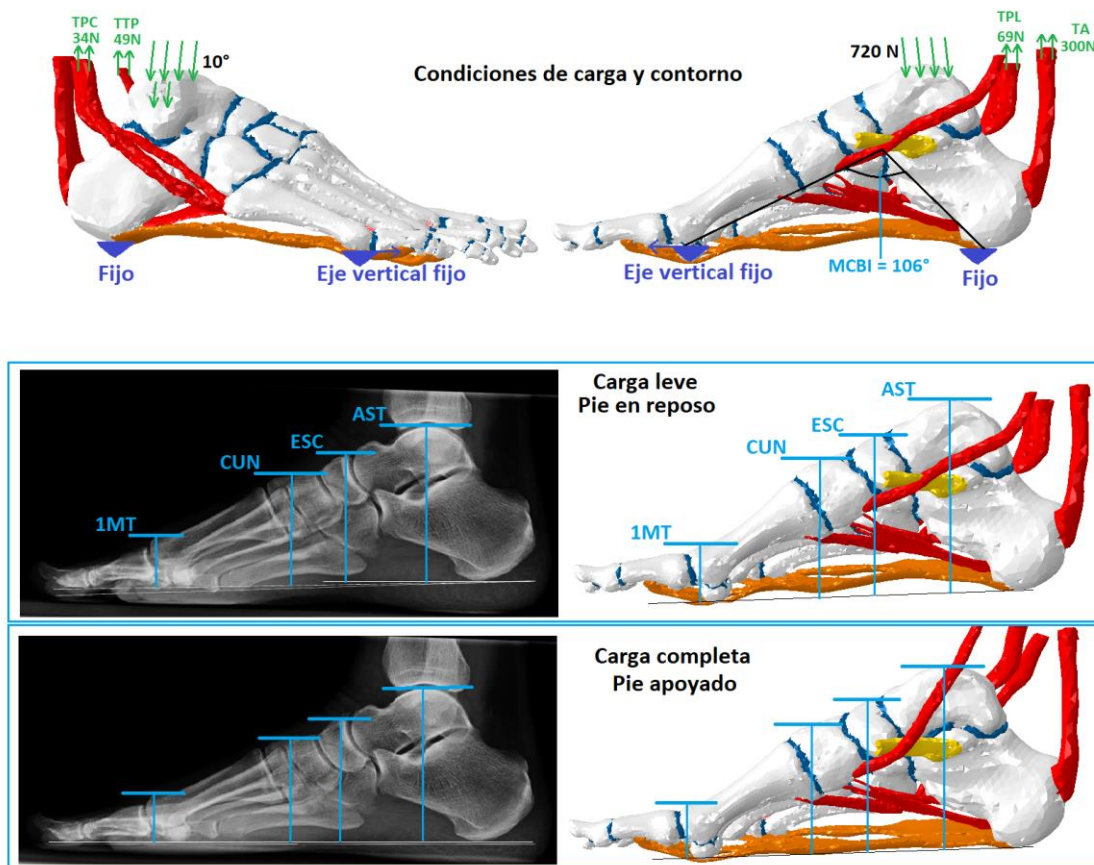 TPC TTP
34N 49N
10°
Condiciones de carga y contorno
720 N
TPL
69N
TA
300N
Fijo
Eje vertical fijo
Eje vertical fijo
MCBI = 106°
Fijo
AST
ESC
CUN
1MT
Carga leve
Pie en reposo
AST
ESC
CUN
1MT
Carga completa
Pie apoyado